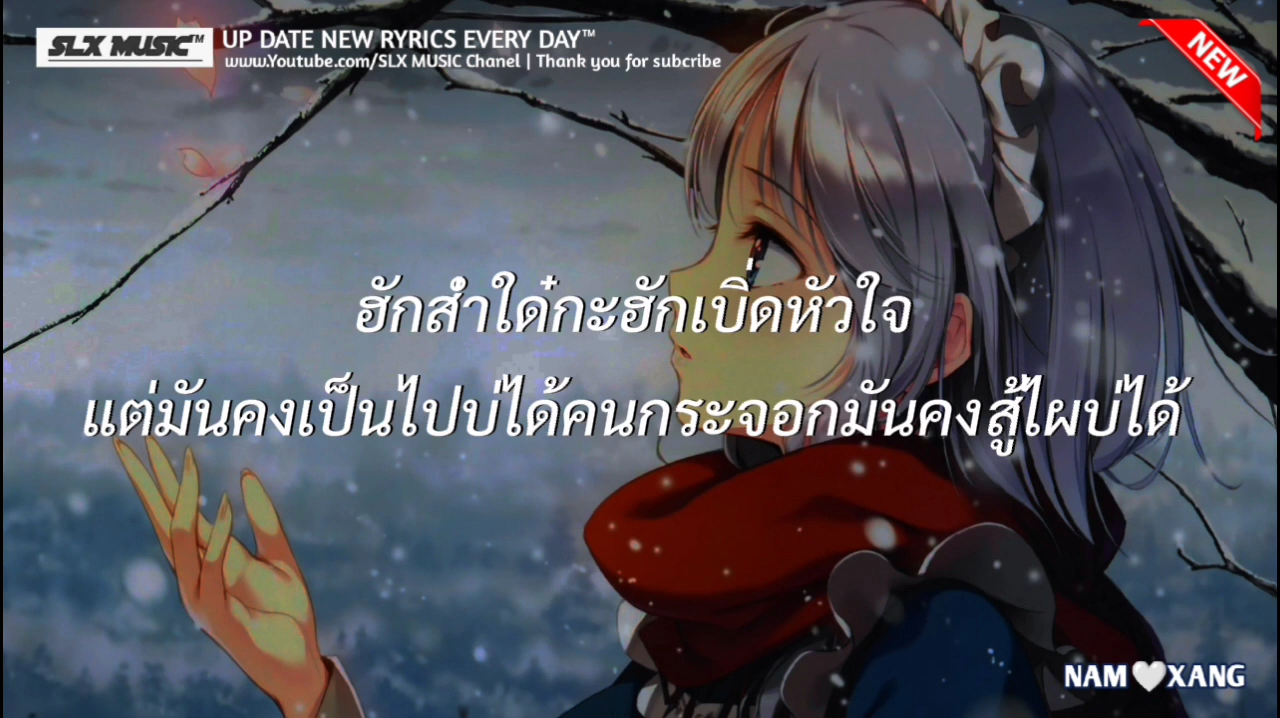 SLX MUSIC™
UP DATE NEW RYRICS EVERY DAY™
www.Youtube.com/SLX MUSIC Chanel | Thank you for subcribe
NEW
ฮักสํ่าใด๋กะฮักเบิ่ดหัวใจ
แต่มันคงเป็นไปบ่ได้คนกระจอกมันคงสู้ไผบ่ได้
NAM🤍XANG